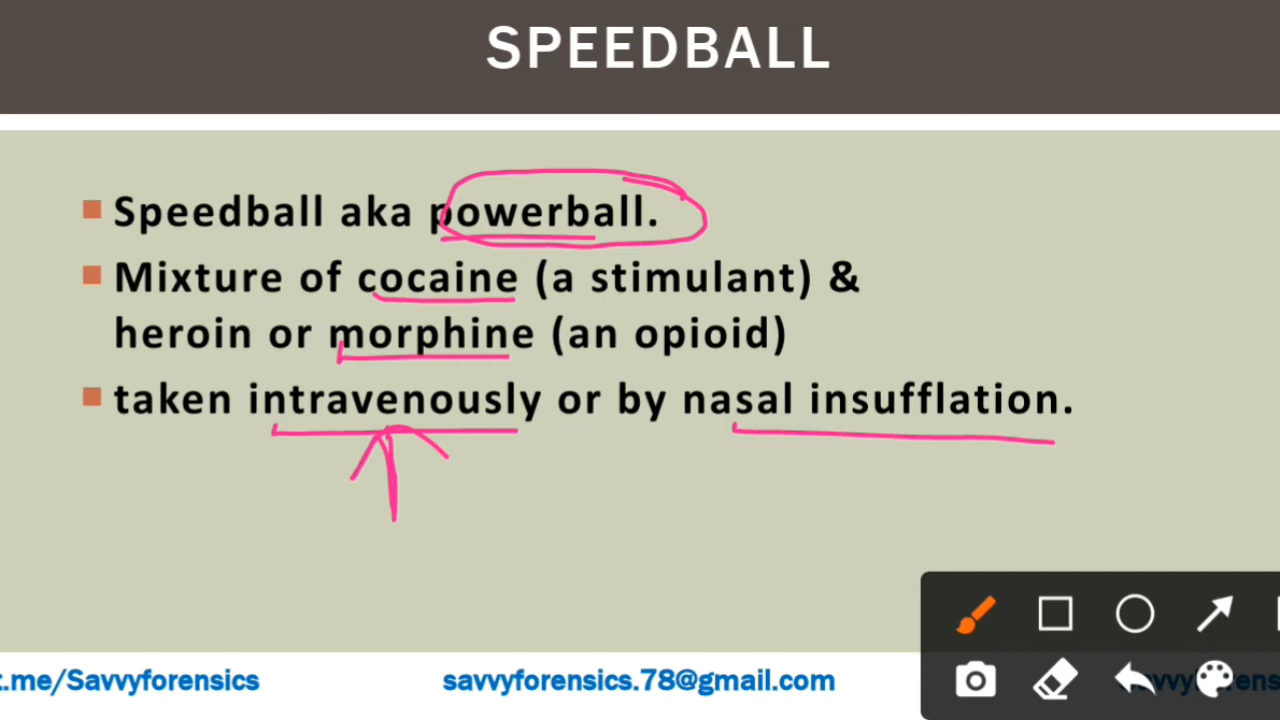 SPEEDBALL
Speedball aka powerball.
Mixture of cocaine (a stimulant) &
heroin or morphine (an opioid)
taken intravenously or by nasal insufflation.
t.me/Savvyforensics savvyforensics.78@gmail.com